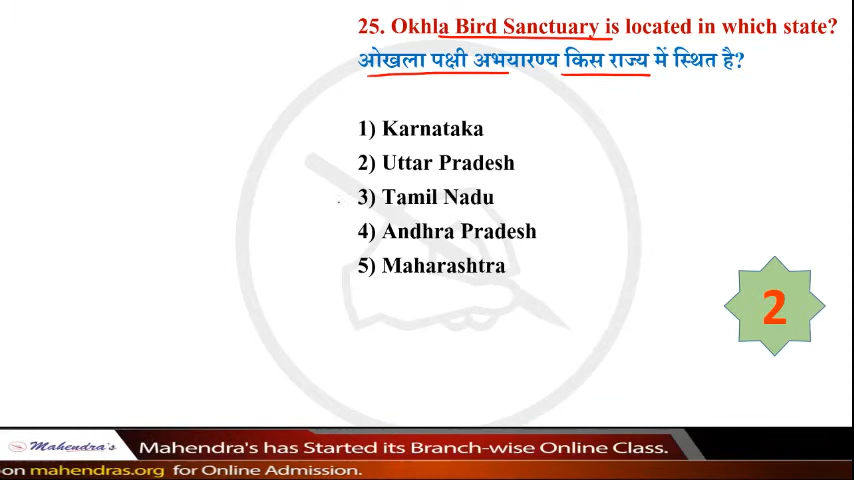 25. Okhla Bird Sanctuary is located in which state?
ओखला पक्षी अभयारण्य किस राज्य में स्थित है?
1) Karnataka
2) Uttar Pradesh
3) Tamil Nadu
4) Andhra Pradesh
5) Maharashtra
2
Mahendra's
Mahendra's has Started its Branch-wise Online Class.
on mahendras.org for Online Admission.